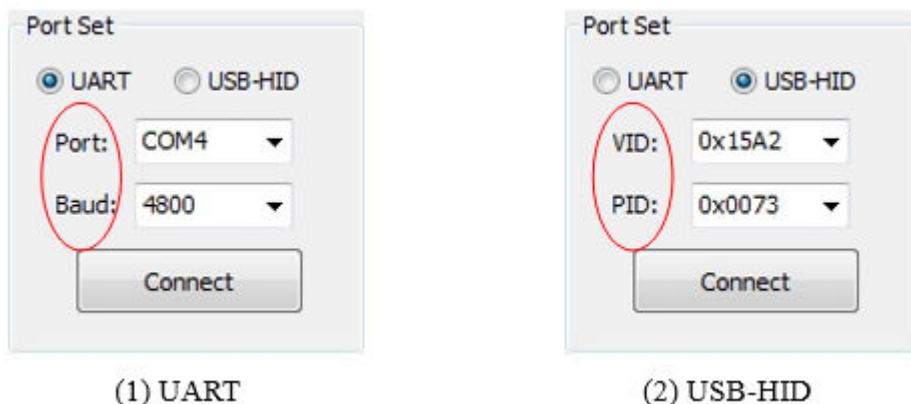 Port Set
UART USB-HID
Port: COM4
Baud: 4800
Connect
(1) UART
Port Set
UART USB-HID
VID: 0x15A2
PID: 0x0073
Connect
(2) USB-HID